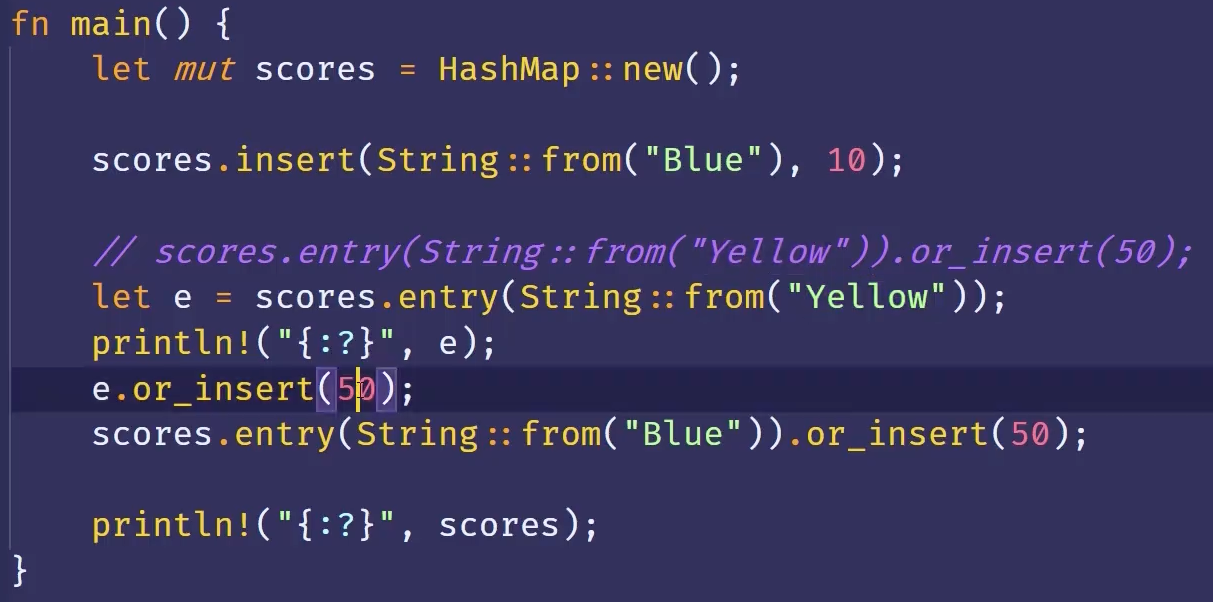 fn main() {
    let mut scores = HashMap::new();

    scores.insert(String::from("Blue"), 10);

    // scores.entry(String::from("Yellow")).or_insert(50);
    let e = scores.entry(String::from("Yellow"));
    println!("{:?}", e);
    e.or_insert(50);
    scores.entry(String::from("Blue")).or_insert(50);

    println!("{:?}", scores);
}